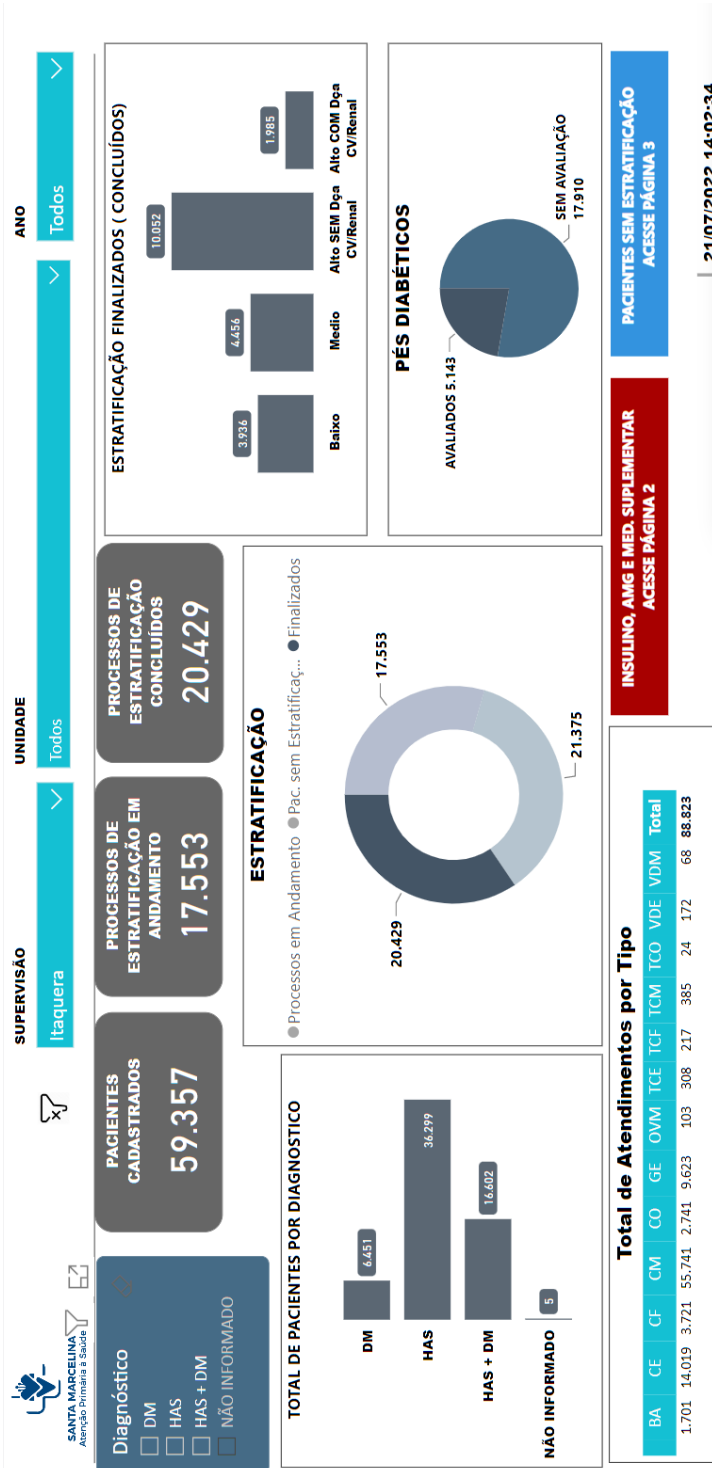 SANTA MARCELINA
Atenção Primária à Saúde
SUPERVISÃO
Itaquera
UNIDADE
Todos
ANO
Todos
Diagnóstico
DM
HAS
HAS + DM
NÃO INFORMADO
PACIENTES
CADASTRADOS
59.357
PROCESSOS DE
ESTRATIFICAÇÃO EM
ANDAMENTO
17.553
PROCESSOS DE
ESTRATIFICAÇÃO
CONCLUÍDOS
20.429
ESTRATIFICAÇÃO FINALIZADOS ( CONCLUÍDOS)
3.936
4.456
10.052
1.985
Baixo
Medio
Alto SEM Dça
CV/Renal
Alto COM Dça
CV/Renal
TOTAL DE PACIENTES POR DIAGNOSTICO
DM
6.451
HAS
36.299
HAS + DM
16.602
NÃO INFORMADO
5
ESTRATIFICAÇÃO
Processos em Andamento
Pac. sem Estratificaç...
Finalizados
20.429
17.553
21.375
PÉS DIABÉTICOS
AVALIADOS 5.143
SEM AVALIAÇÃO
17.910
Total de Atendimentos por Tipo
BA CE CF CM CO GE OVM TCE TCF TCM TCO VDE VDM Total
1.701 14.019 3.721 55.741 2.741 9.623 103 308 217 385 24 172 68 88.823
INSULINO, AMG E MED. SUPLEMENTAR
ACESSE PÁGINA 2
PACIENTES SEM ESTRATIFICAÇÃO
ACESSE PÁGINA 3
21/07/2022 14:02:34